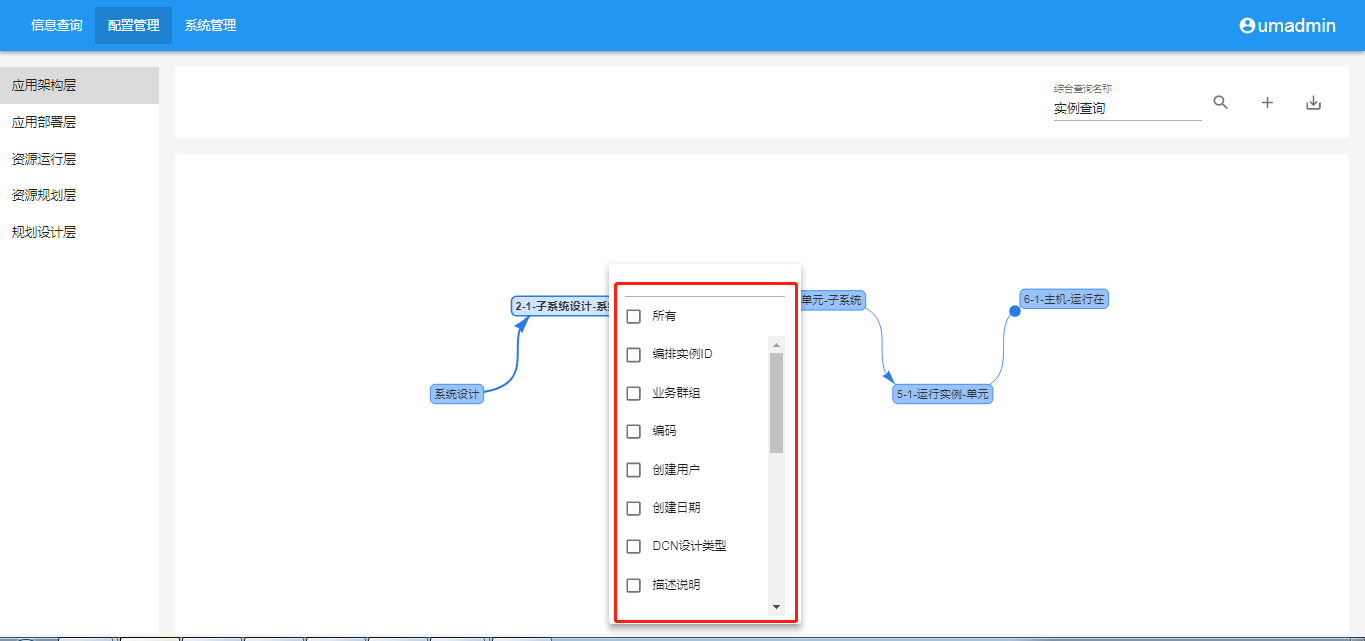 信息查询
配置管理
系统管理
umadmin
应用架构层
应用部署层
资源运行层
资源规划层
规划设计层
综合查询名称
实例查询
2-1-子系统设计-系
单元-子系统
6-1-主机-运行在
系统设计
5-1-运行实例-单元
所有
编排实例ID
业务群组
编码
创建用户
创建日期
DCN设计类型
描述说明